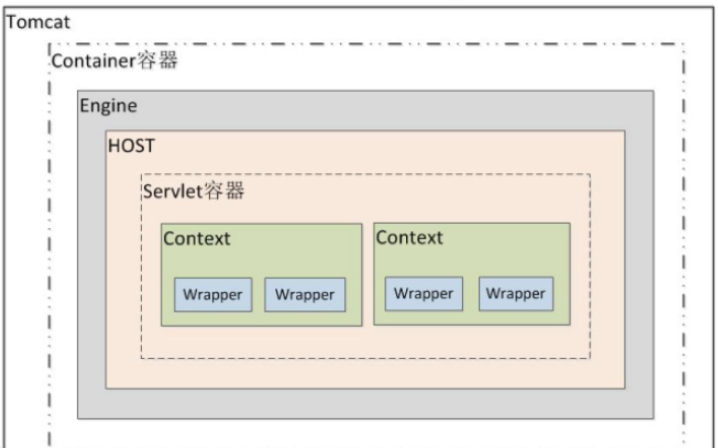 Tomcat
Container容器
Engine
HOST
Servlet容器
Context
Context
Wrapper
Wrapper
Wrapper
Wrapper